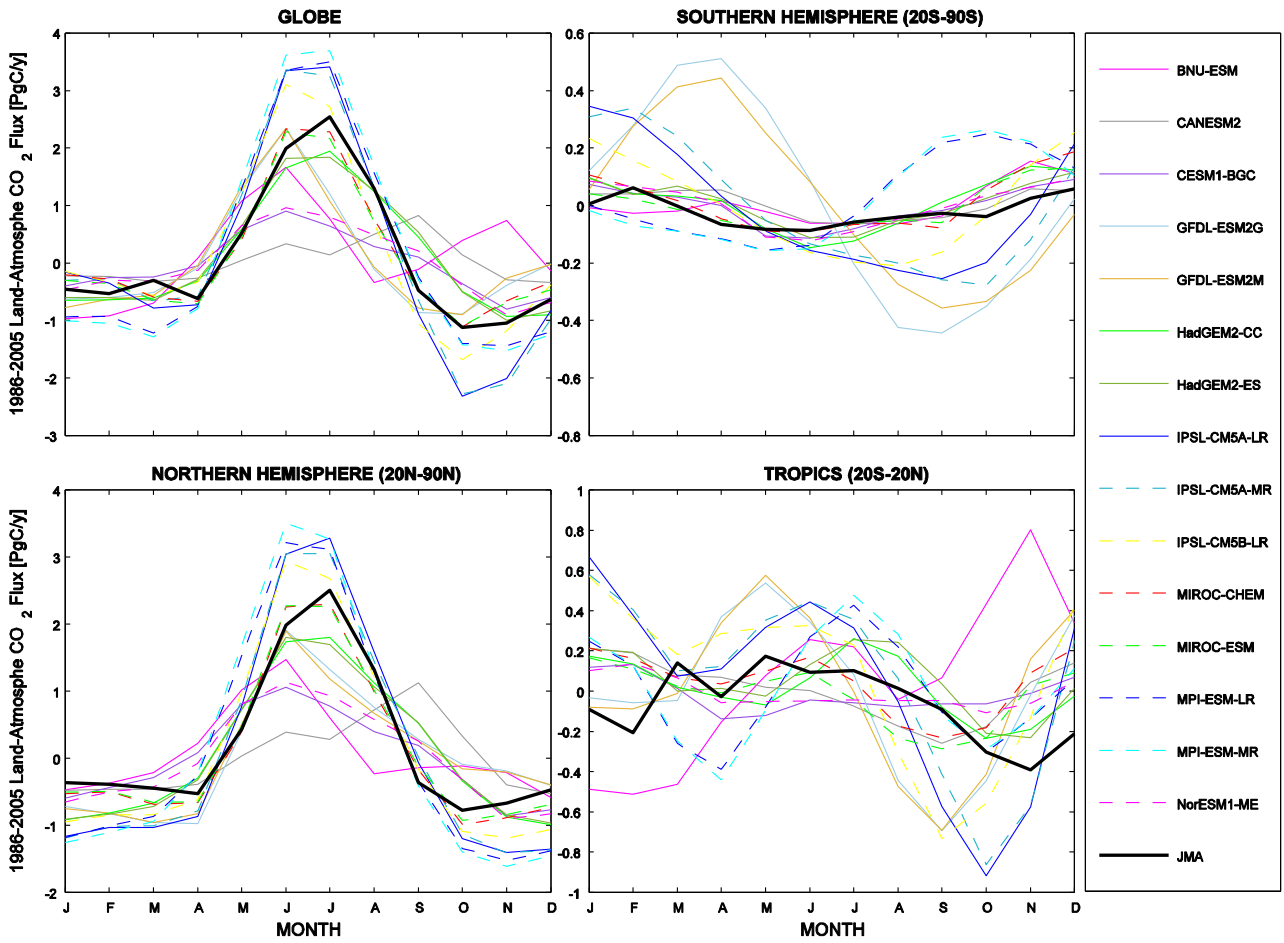 GLOBE
1986-2005 Land-Atmosphe CO2 Flux [PgC/y]
4
3
2
1
0
-1
-2
-3
SOUTHERN HEMISPHERE (20S-90S)
0.6
0.4
0.2
0
-0.2
-0.4
-0.6
-0.8
NORTHERN HEMISPHERE (20N-90N)
1986-2005 Land-Atmosphe CO2 Flux [PgC/y]
4
3
2
1
0
-1
-2
J F M A M J J A S O N D
MONTH
TROPICS (20S-20N)
1
0.8
0.6
0.4
0.2
0
-0.2
-0.4
-0.6
-0.8
-1
J F M A M J J A S O N D
MONTH
BNU-ESM
CANESM2
CESM1-BGC
GFDL-ESM2G
GFDL-ESM2M
HadGEM2-CC
HadGEM2-ES
IPSL-CM5A-LR
IPSL-CM5A-MR
IPSL-CM5B-LR
MIROC-CHEM
MIROC-ESM
MPI-ESM-LR
MPI-ESM-MR
NorESM1-ME
JMA